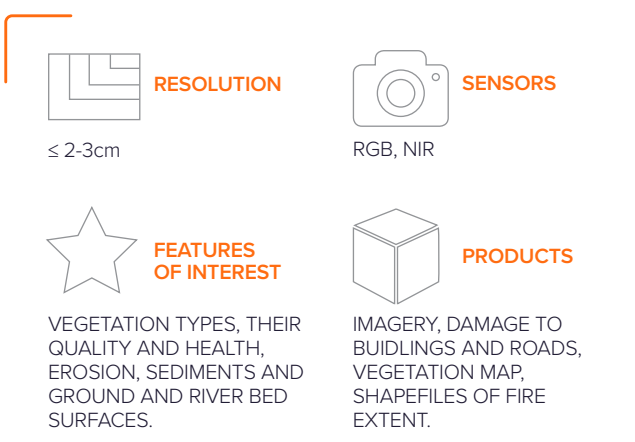 RESOLUTION
≤ 2-3cm
SENSORS
RGB, NIR
FEATURES
OF INTEREST
VEGETATION TYPES, THEIR
QUALITY AND HEALTH,
EROSION, SEDIMENTS AND
GROUND AND RIVER BED
SURFACES.
PRODUCTS
IMAGERY, DAMAGE TO
BUIDLINGS AND ROADS,
VEGETATION MAP,
SHAPEFILES OF FIRE
EXTENT.